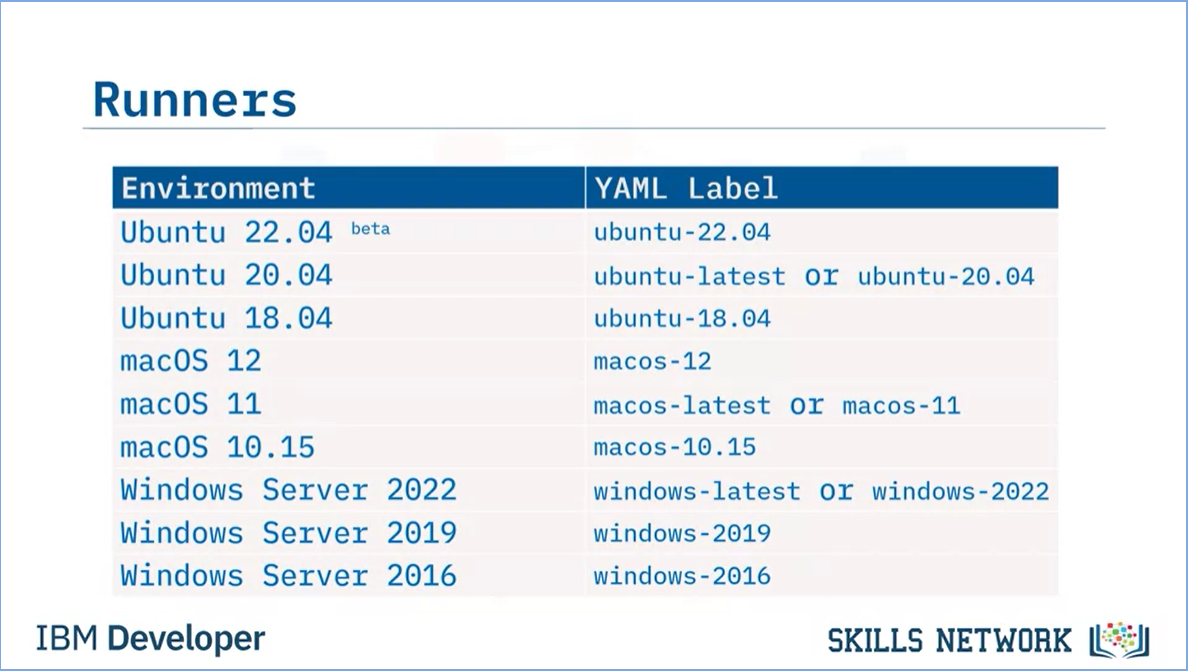 Runners
Environment YAML Label
Ubuntu 22.04 beta ubuntu-22.04
Ubuntu 20.04 ubuntu-latest or ubuntu-20.04
Ubuntu 18.04 ubuntu-18.04
macOS 12 macos-12
macOS 11 macos-latest or macos-11
macOS 10.15 macos-10.15
Windows Server 2022 windows-latest or windows-2022
Windows Server 2019 windows-2019
Windows Server 2016 windows-2016
IBM Developer SKILLS NETWORK